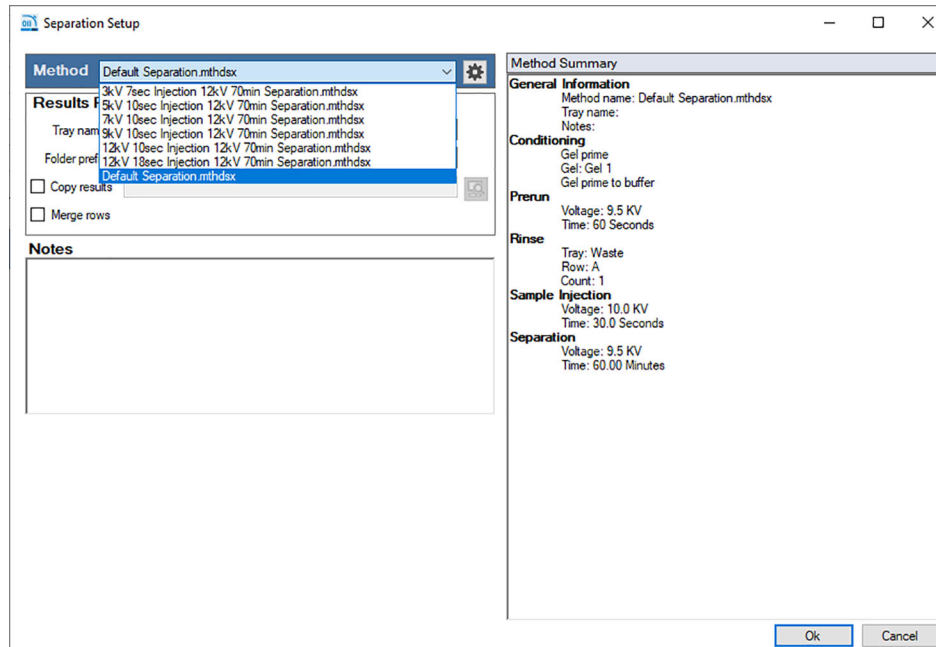 Separation Setup
Method
Default Separation.mthdsx
3kV 7sec Injection 12kV 70min Separation.mthdsx
5kV 10sec Injection 12kV 70min Separation.mthdsx
7kV 10sec Injection 12kV 70min Separation.mthdsx
9kV 10sec Injection 12kV 70min Separation.mthdsx
12kV 10sec Injection 12kV 70min Separation.mthdsx
12kV 18sec Injection 12kV 70min Separation.mthdsx
Default Separation.mthdsx
Results
Tray nam
Folder pref
Copy results
Merge rows
Notes
Method Summary
General Information
Method name: Default Separation.mthdsx
Tray name:
Notes:
Conditioning
Gel prime
Gel: Gel 1
Gel prime to buffer
Prerun
Voltage: 9.5 KV
Time: 60 Seconds
Rinse
Tray: Waste
Row: A
Count: 1
Sample Injection
Voltage: 10.0 KV
Time: 30.0 Seconds
Separation
Voltage: 9.5 KV
Time: 60.00 Minutes
Ok
Cancel